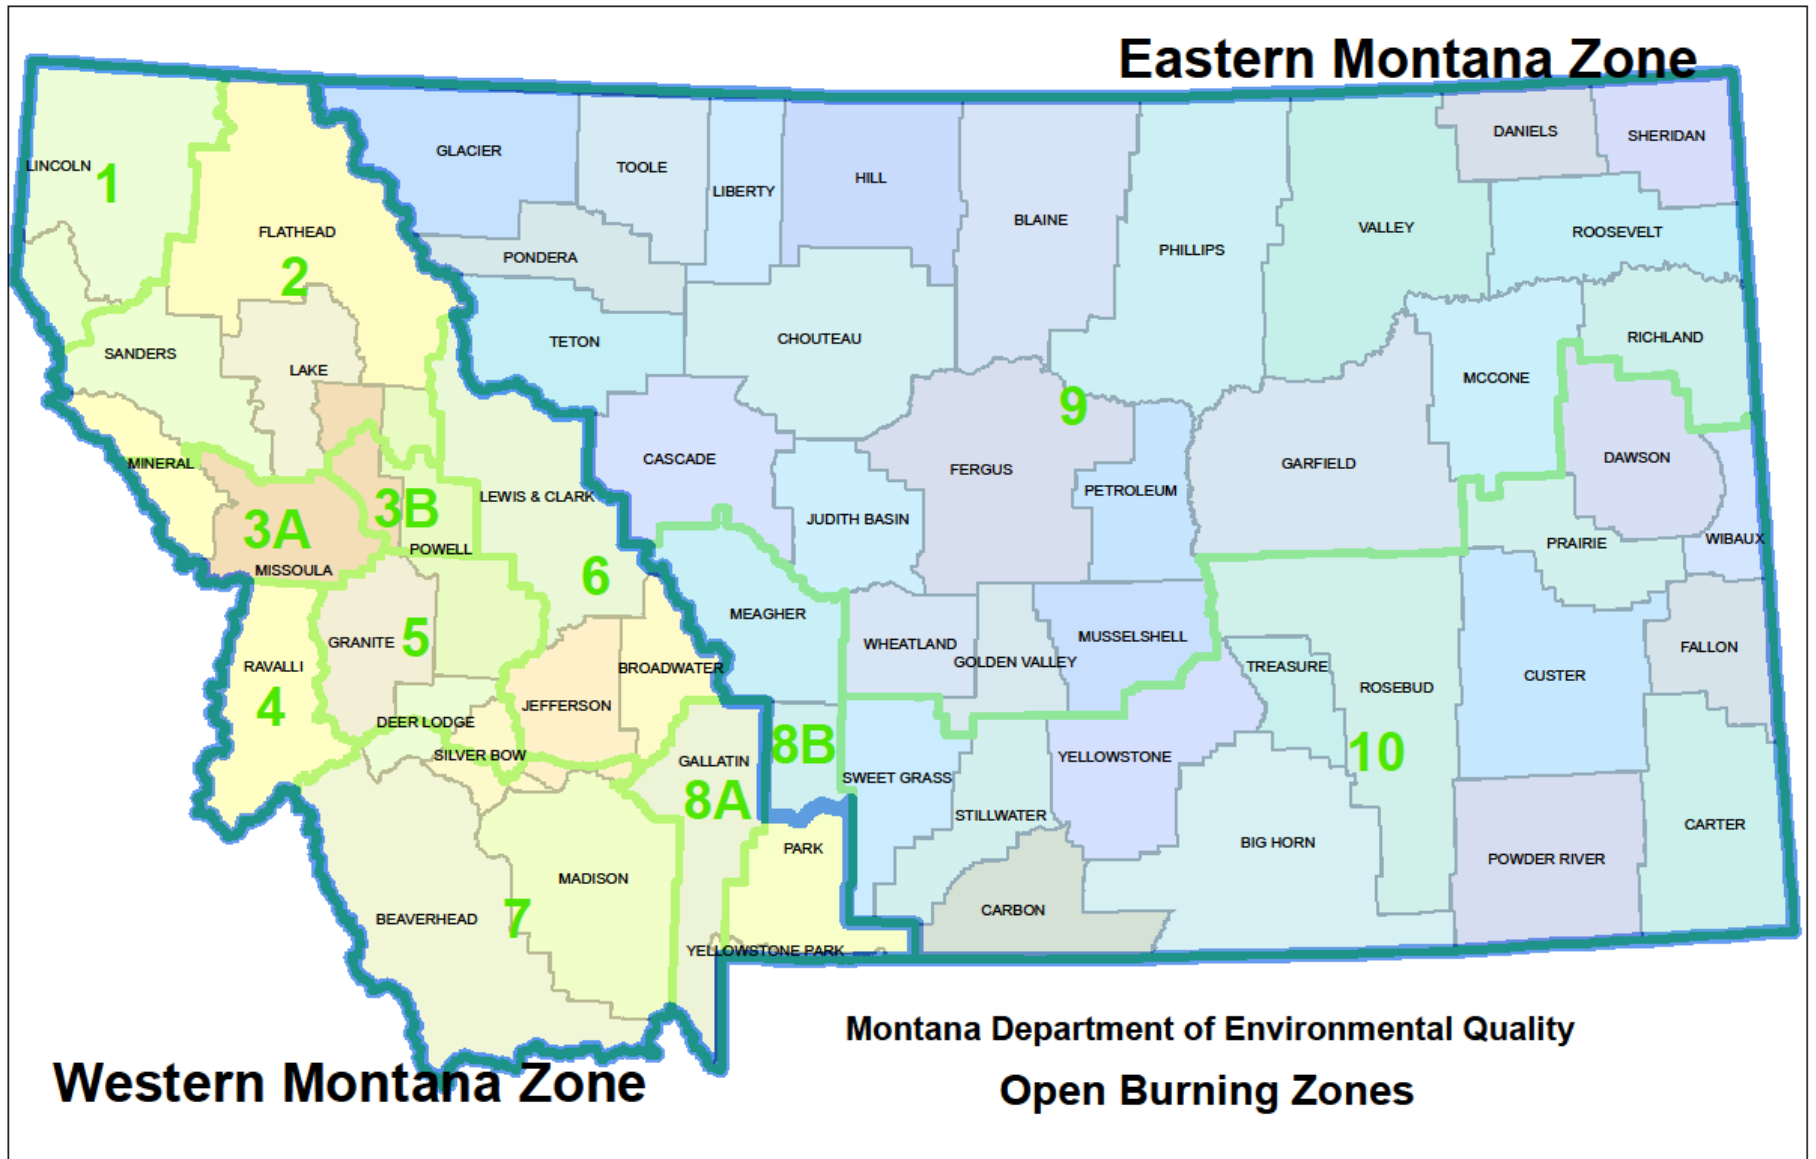 Eastern Montana Zone
DANIELS
SHERIDAN
GLACIER
TOOLE
LIBERTY
HILL
LINCOLN
1
BLAINE
VALLEY
ROOSEVELT
FLATHEAD
2
PONDERA
PHILLIPS
TETON
CHOUTEAU
RICHLAND
SANDERS
LAKE
MCCONE
9
MINERAL
CASCADE
FERGUS
GARFIELD
DAWSON
LEWIS & CLARK
PETROLEUM
3A
3B
JUDITH BASIN
POWELL
PRAIRIE
WIBAUX
MISSOULA
6
MEAGHER
GRANITE
5
WHEATLAND
MUSSELSHELL
FALLON
RAVALLI
BROADWATER
GOLDEN VALLEY
TREASURE
CUSTER
4
JEFFERSON
ROSEBUD
DEER LODGE
SILVER BOW
GALLATIN
8B
YELLOWSTONE
10
8A
SWEET GRASS
STILLWATER
CARTER
PARK
BIG HORN
POWDER RIVER
MADISON
BEAVERHEAD
7
CARBON
YELLOWSTONE PARK
Montana Department of Environmental Quality
Western Montana Zone
Open Burning Zones